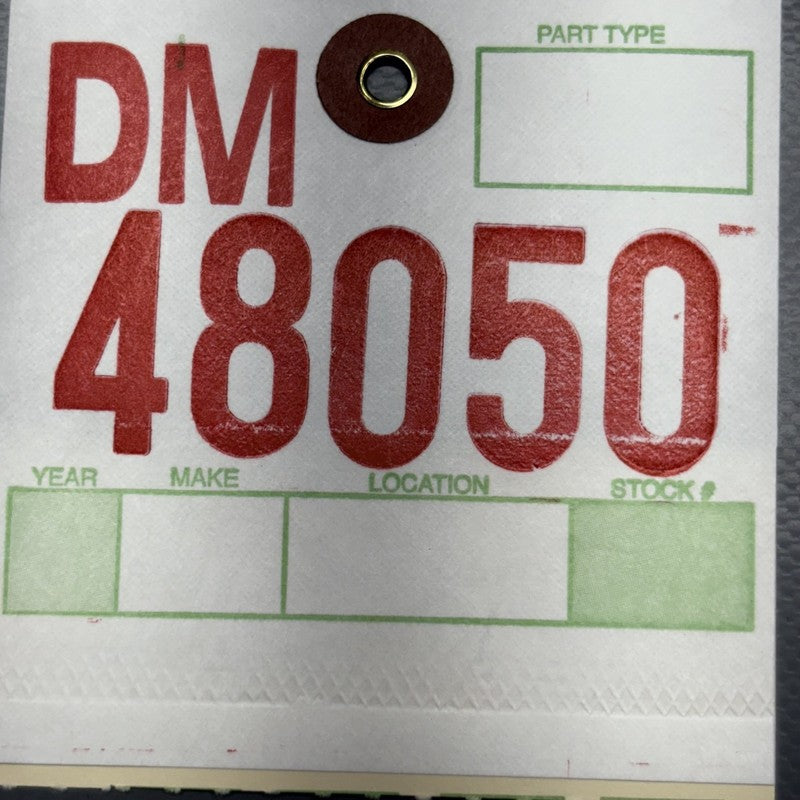 PART TYPE
DM
48050
YEAR MAKE LOCATION STOCK #